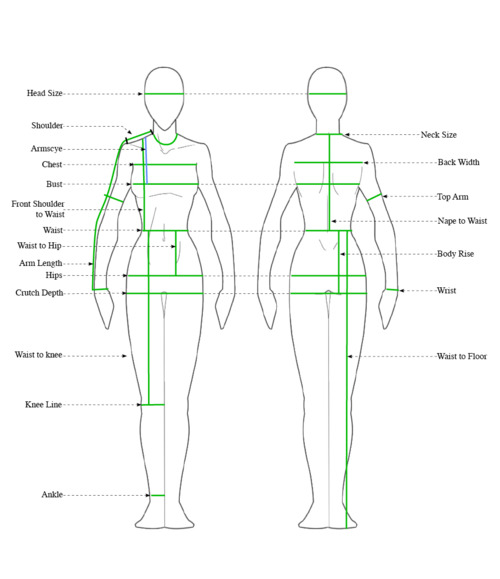 Head Size
Shoulder
Armscye
Chest
Bust
Front Shoulder
to Waist
Waist
Waist to Hip
Arm Length
Hips
Crutch Depth
Waist to knee
Knee Line
Ankle
Neck Size
Back Width
Top Arm
Nape to Waist
Body Rise
Wrist
Waist to Floor